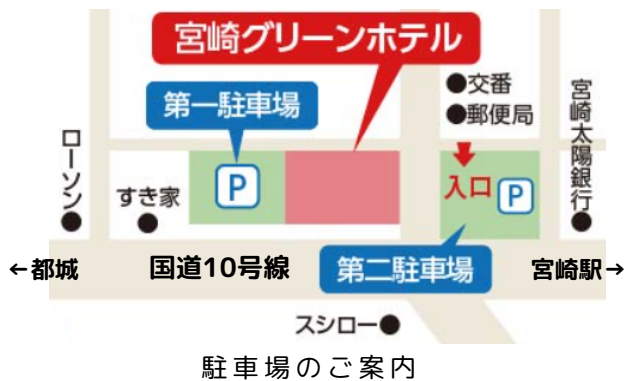 宮崎グリーンホテル
第一駐車場
●交番
●郵便局
宮崎太陽銀行●
ローソン●
すき家
●
P
入口
P
←都城
国道10号線
第二駐車場
宮崎駅→
スシロー●
駐車場のご案内